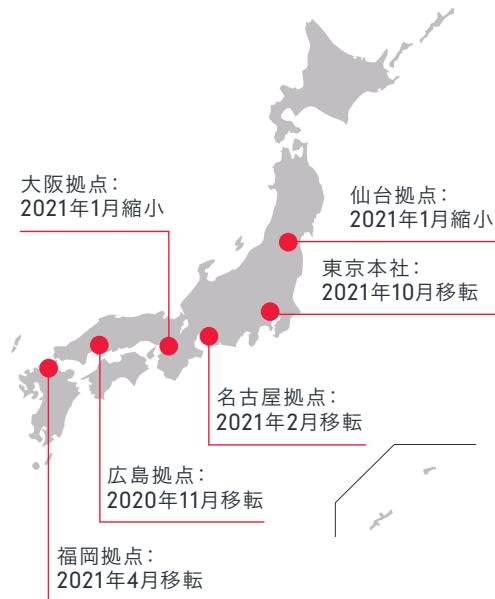 大阪拠点：
2021年1月縮小
仙台拠点：
2021年1月縮小
東京本社：
2021年10月移転
名古屋拠点：
2021年2月移転
広島拠点：
2020年11月移転
福岡拠点：
2021年4月移転